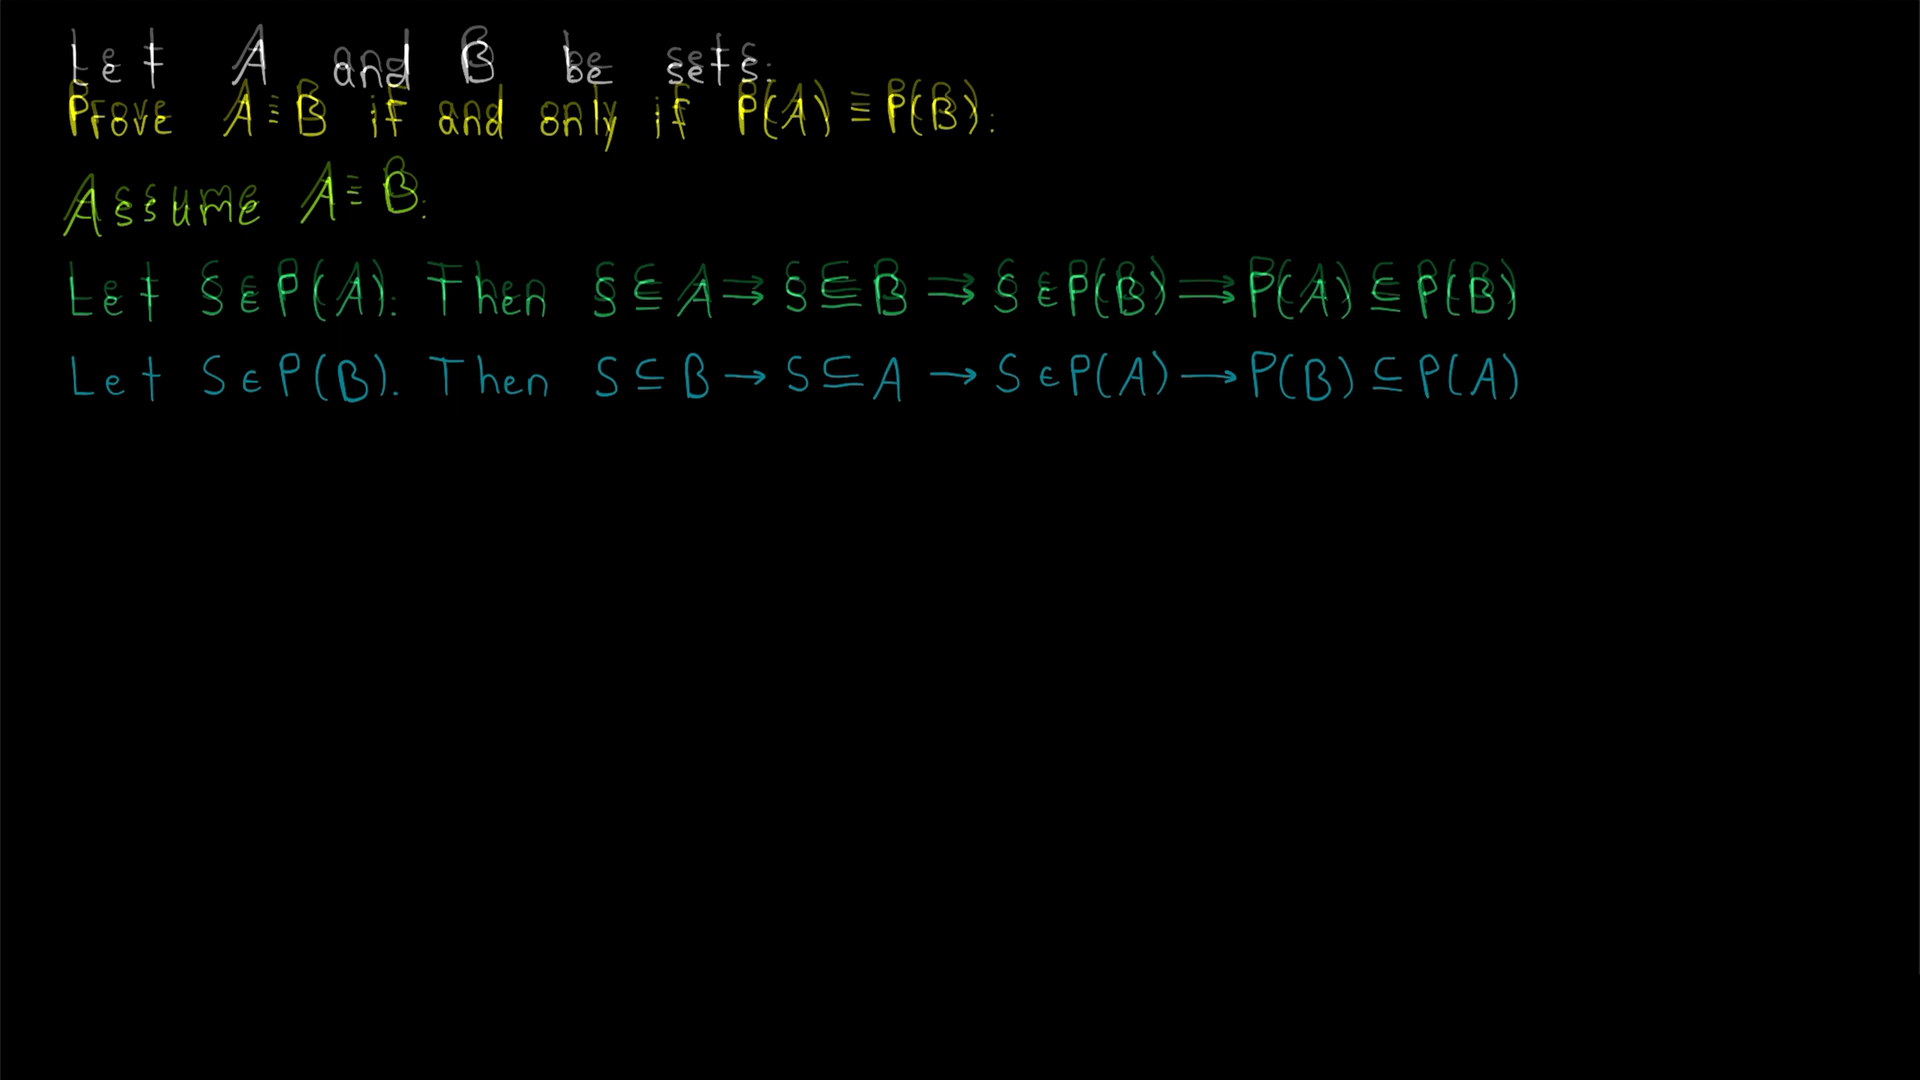 Let A and B be sets.
Prove A=B if and only if P(A) = P(B).
Assume A=B.
Let S∈P(A). Then S⊆A→S⊆B→S∈P(B)→P(A)⊆P(B)
Let S∈P(B). Then S⊆B→S⊆A→S∈P(A)→P(B)⊆P(A)